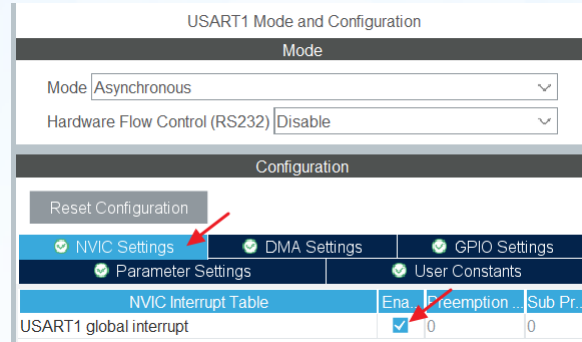 USART1 Mode and Configuration
Mode
Mode Asynchronous
Hardware Flow Control (RS232) Disable
Configuration
Reset Configuration
NVIC Settings DMA Settings GPIO Settings
Parameter Settings User Constants
NVIC Interrupt Table Ena.. Preemption ... Sub Pr..
USART1 global interrupt 0 0